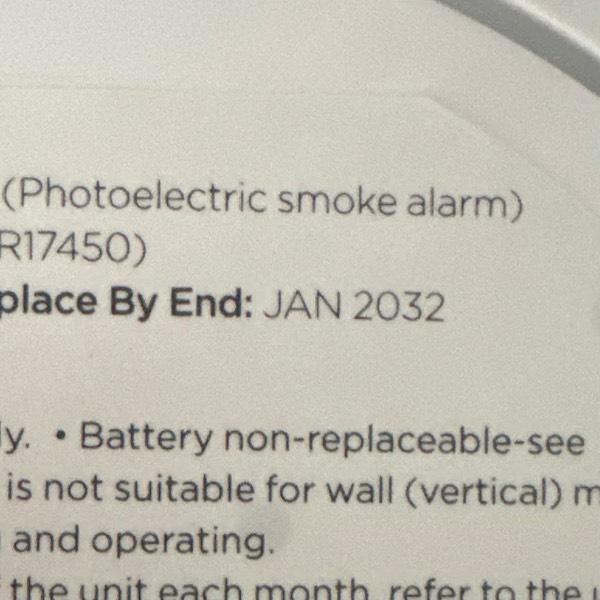 (Photoelectric smoke alarm)
R17450)
place By End: JAN 2032
ly. • Battery non-replaceable-see
is not suitable for wall (vertical) m
and operating.
the unit each month, refer to the u